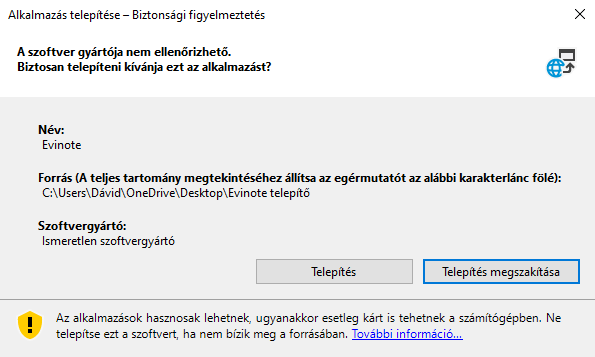 Alkalmazás telepítése – Biztonsági figyelmeztetés
A szoftver gyártója nem ellenőrizhető.
Biztosan telepíteni kívánja ezt az alkalmazást?
Név:
Evinote
Forrás (A teljes tartomány megtekintéséhez állítsa az egérmutatót az alábbi karakterlánc fölé):
C:\Users\Dávid\OneDrive\Desktop\Evinote telepítő
Szoftvergyártó:
Ismeretlen szoftvergyártó
Telepítés
Telepítés megszakítása
Az alkalmazások hasznosak lehetnek, ugyanakkor esetleg kárt is tehetnek a számítógépben. Ne
telepítse ezt a szoftvert, ha nem bízik meg a forrásában. További információ...